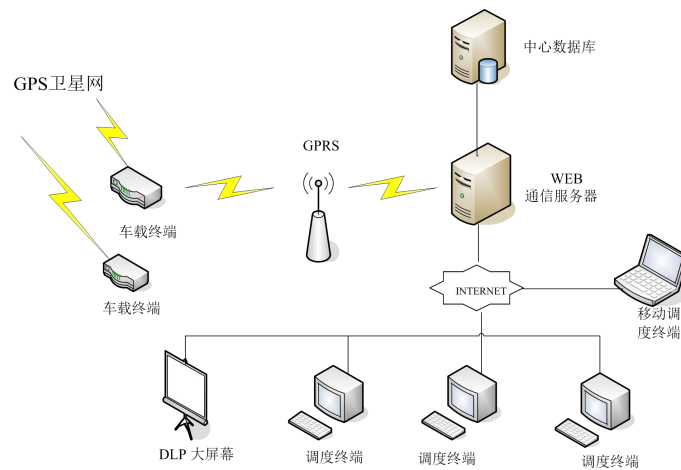 中心数据库
GPS卫星网
GPRS
WEB
通信服务器
车载终端
INTERNET
车载终端
移动调
度终端
DLP 大屏幕
调度终端
调度终端
调度终端